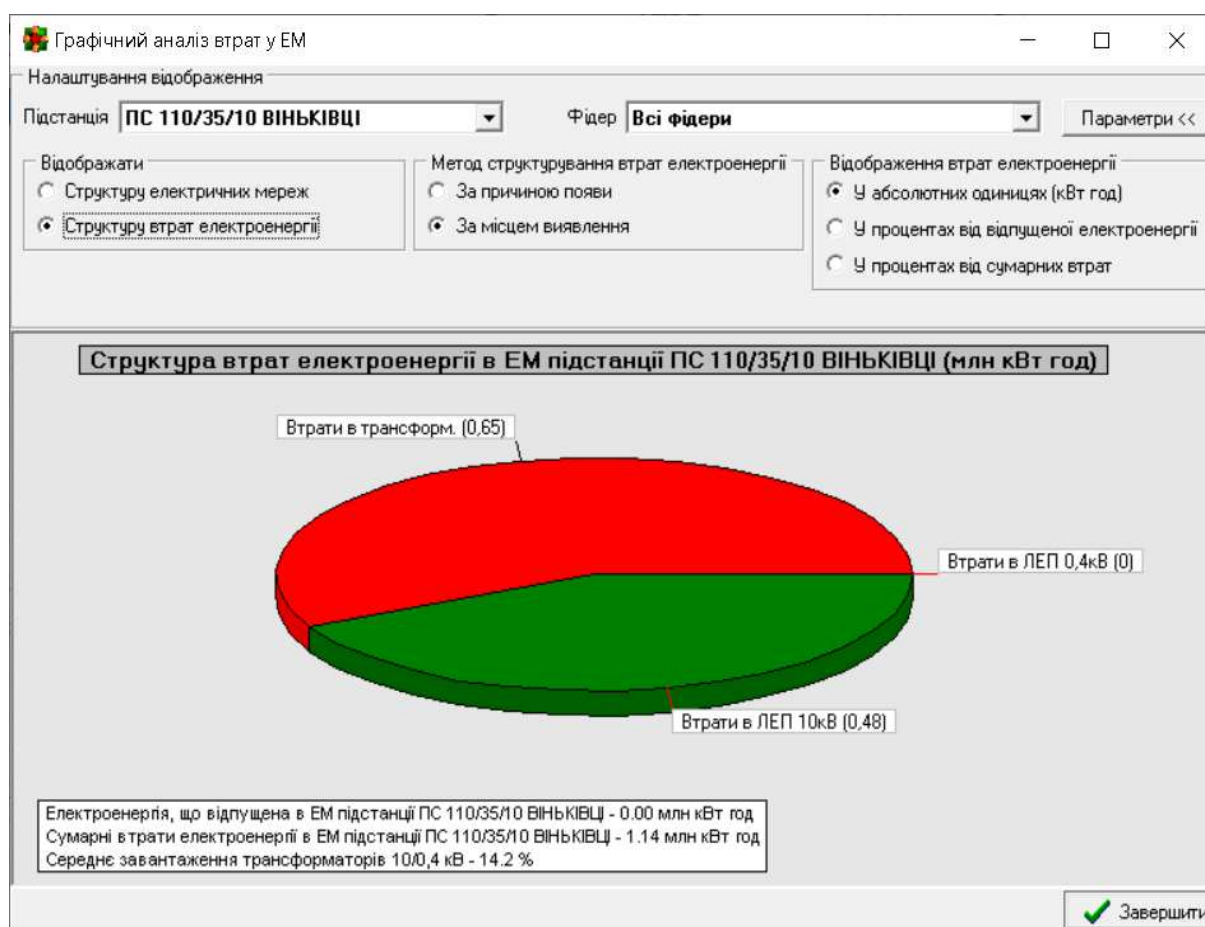 Графічний аналіз втрат у ЕМ
Налаштування відображення
Підстанція ПС 110/35/10 ВІНЬКІВЦІ Фідер Всі фідери Параметри <<
Відображати
Структуру електричних мереж
Структуру втрат електроенергії
Метод структурування втрат електроенергії
За причиною появи
За місцем виявлення
Відображення втрат електроенергії
У абсолютних одиницях (кВт год)
У процентах від відпущеної електроенергії
У процентах від сумарних втрат
Структура втрат електроенергії в ЕМ підстанції ПС 110/35/10 ВІНЬКІВЦІ (млн кВт год)
Втрати в трансформ. (0,65)
Втрати в ЛЕП 0,4кВ (0)
Втрати в ЛЕП 10кВ (0,48)
Електроенергія, що відпущена в ЕМ підстанції ПС 110/35/10 ВІНЬКІВЦІ - 0.00 млн кВт год
Сумарні втрати електроенергії в ЕМ підстанції ПС 110/35/10 ВІНЬКІВЦІ - 1.14 млн кВт год
Середнє завантаження трансформаторів 10/0,4 кВ - 14.2 %
Завершити